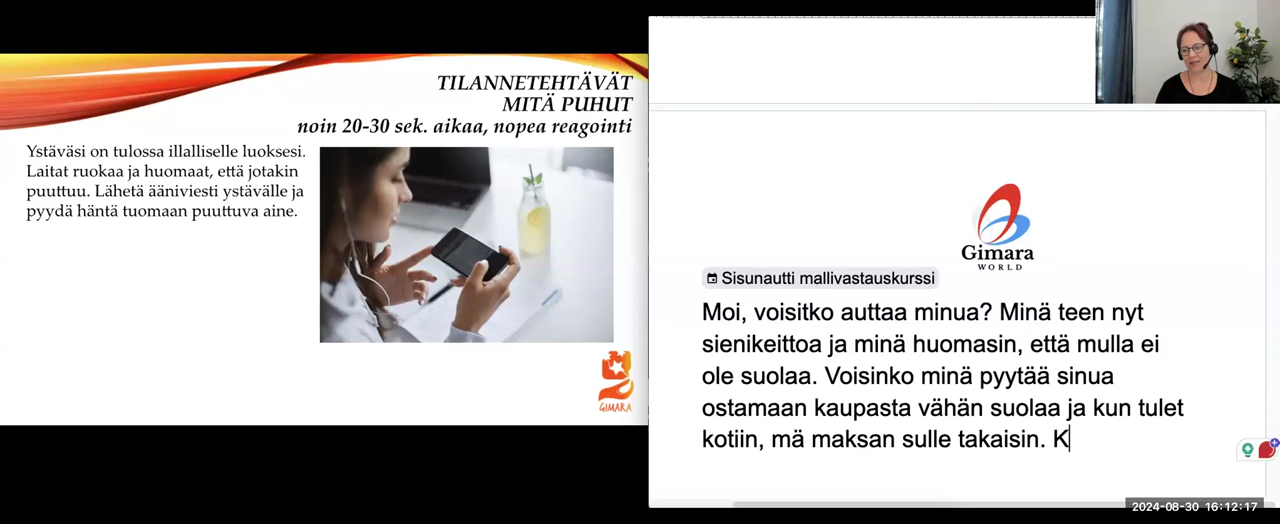 TILANNETEHTÄVÄT
MITÄ PUHUT
noin 20-30 sek. aikaa, nopea reagointi
Ystäväsi on tulossa illalliselle luoksesi.
Laitat ruokaa ja huomaat, että jotakin
puuttuu. Lähetä ääniviesti ystävälle ja
pyydä häntä tuomaan puuttuva aine.
GIMARA
Gimara
WORLD
Sisunautti mallivastauskurssi
Moi, voisitko auttaa minua? Minä teen nyt
sienikeittoa ja minä huomasin, että mulla ei
ole suolaa. Voisinko minä pyytää sinua
ostamaan kaupasta vähän suolaa ja kun tulet
kotiin, mä maksan sulle takaisin. K
2024-08-30 16:12:17